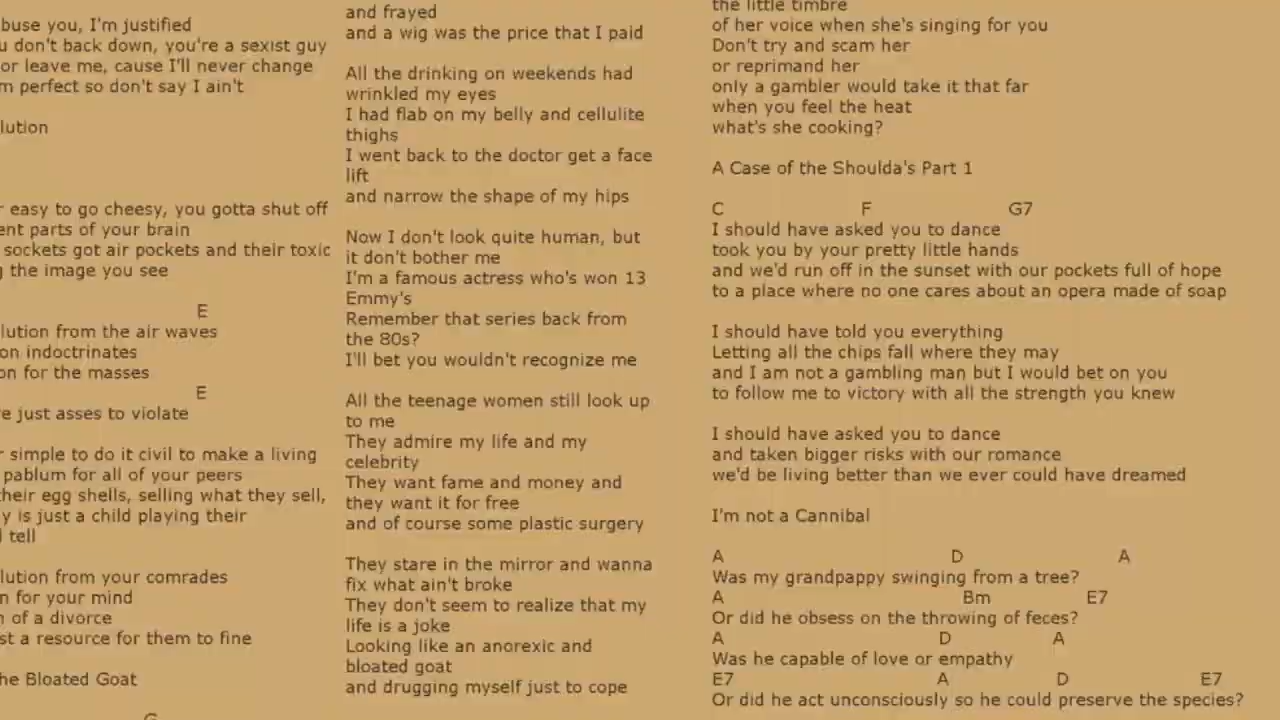 buse you, I'm justified
u don't back down, you're a sexist guy
or leave me, cause I'll never change
m perfect so don't say I ain't
lution
r easy to go cheesy, you gotta shut off
ent parts of your brain
sockets got air pockets and their toxic
g the image you see
E
lution from the air waves
on indoctrinates
on for the masses
E
re just asses to violate
r simple to do it civil to make a living
pablum for all of your peers
their egg shells, selling what they sell,
y is just a child playing their
l tell
lution from your comrades
n for your mind
n of a divorce
st a resource for them to fine
he Bloated Goat
G
and frayed
and a wig was the price that I paid
All the drinking on weekends had
wrinkled my eyes
I had flab on my belly and cellulite
thighs
I went back to the doctor get a face
lift
and narrow the shape of my hips
Now I don't look quite human, but
it don't bother me
I'm a famous actress who's won 13
Emmy's
Remember that series back from
the 80s?
I'll bet you wouldn't recognize me
All the teenage women still look up
to me
They admire my life and my
celebrity
They want fame and money and
they want it for free
and of course some plastic surgery
They stare in the mirror and wanna
fix what ain't broke
They don't seem to realize that my
life is a joke
Looking like an anorexic and
bloated goat
and drugging myself just to cope
the little timbre
of her voice when she's singing for you
Don't try and scam her
or reprimand her
only a gambler would take it that far
when you feel the heat
what's she cooking?
A Case of the Shoulda's Part 1
C F G7
I should have asked you to dance
took you by your pretty little hands
and we'd run off in the sunset with our pockets full of hope
to a place where no one cares about an opera made of soap
I should have told you everything
Letting all the chips fall where they may
and I am not a gambling man but I would bet on you
to follow me to victory with all the strength you knew
I should have asked you to dance
and taken bigger risks with our romance
we'd be living better than we ever could have dreamed
I'm not a Cannibal
A D A
Was my grandpappy swinging from a tree?
A Bm E7
Or did he obsess on the throwing of feces?
A D A
Was he capable of love or empathy
E7 A D E7
Or did he act unconsciously so he could preserve the species?